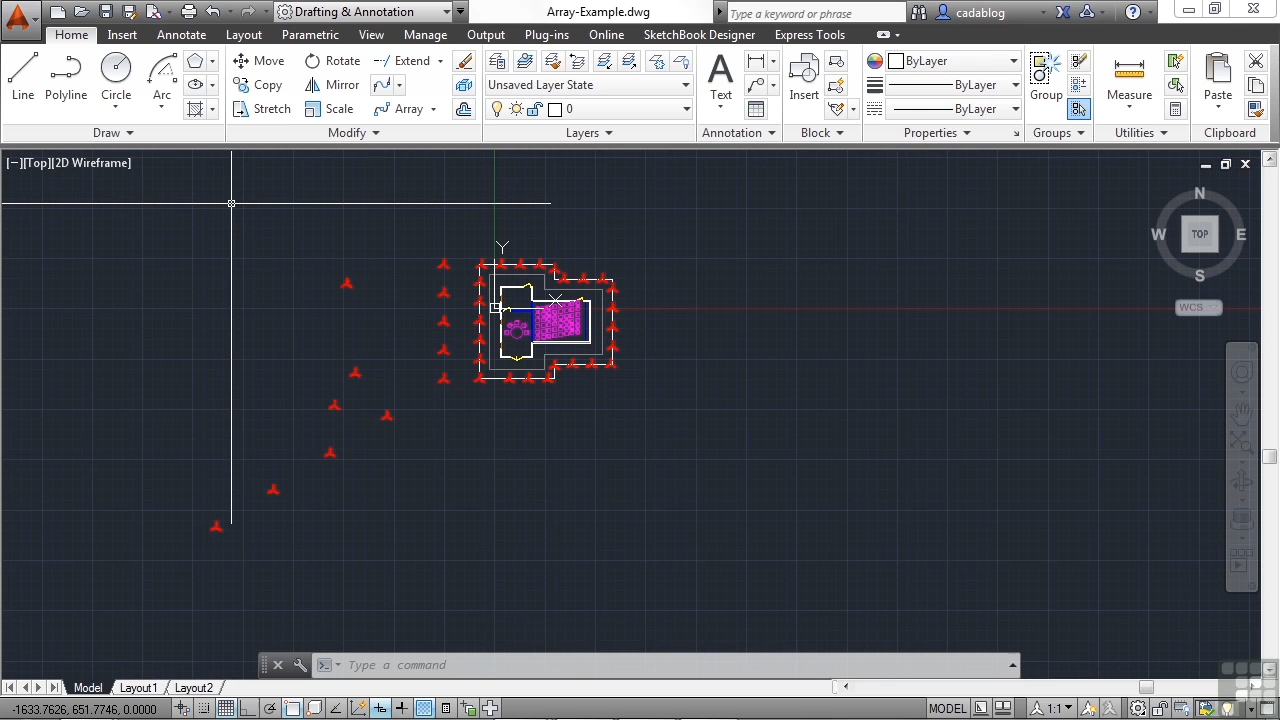 Drafting & Annotation
Array-Example.dwg
Type a keyword or phrase
cadablog
Home Insert Annotate Layout Parametric View Manage Output Plug-ins Online SketchBook Designer Express Tools
Line Polyline Circle Arc
Draw
Move Rotate Extend
Copy Mirror
Stretch Scale Array
Modify
Unsaved Layer State
0
Layers
Text
Annotation
Insert
Block
ByLayer
ByLayer
ByLayer
Properties
Group
Groups
Measure
Utilities
Paste
Clipboard
[−][Top][2D Wireframe]
N
W TOP E
S
WCS
Y
X
Type a command
Model Layout1 Layout2
-1633.7626, 651.7746, 0.0000
MODEL
1:1